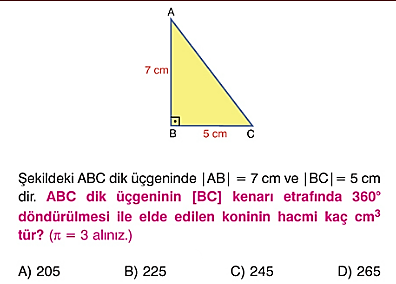 A
7 cm
B
5 cm
C
Şekildeki ABC dik üçgeninde |AB| = 7 cm ve |BC| = 5 cm
dir. ABC dik üçgeninin [BC] kenarı etrafında 360°
döndürülmesi ile elde edilen koninin hacmi kaç cm³
tür? (π = 3 alınız.)
A) 205 B) 225 C) 245 D) 265